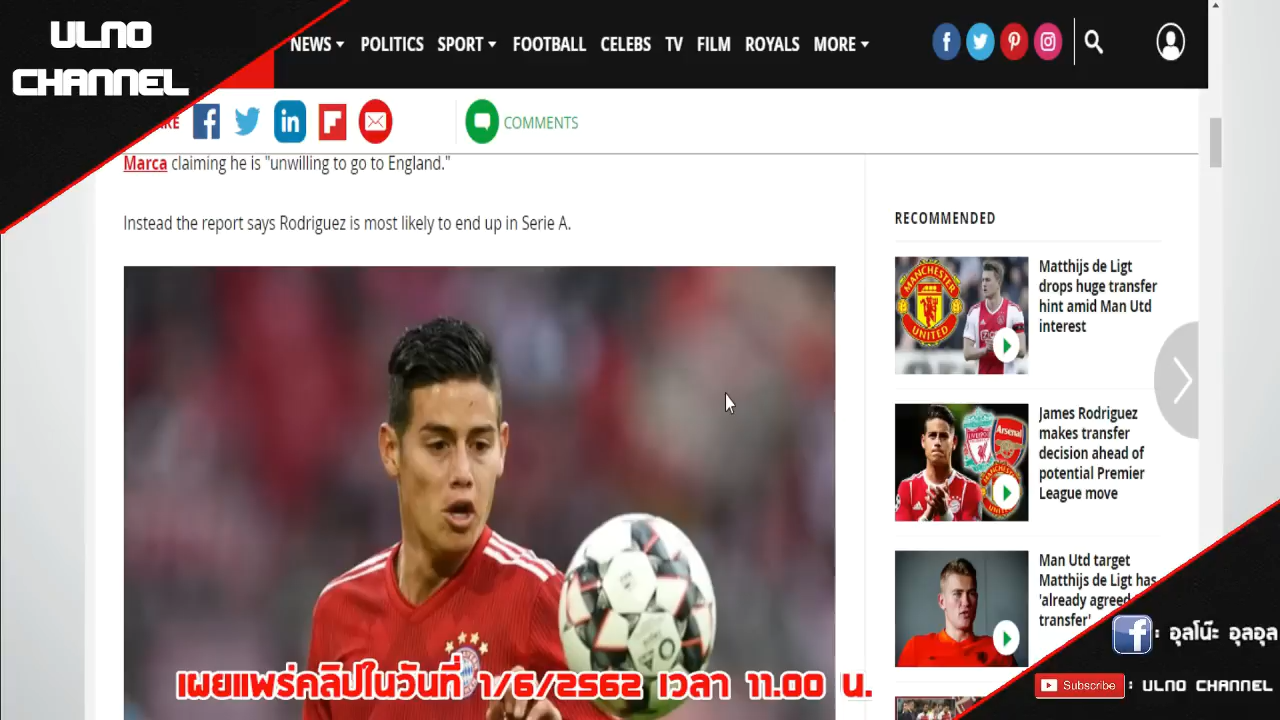 ULNO
CHANNEL
NEWS POLITICS SPORT FOOTBALL CELEBS TV FILM ROYALS MORE
COMMENTS
Marca claiming he is "unwilling to go to England."
Instead the report says Rodriguez is most likely to end up in Serie A.
RECOMMENDED
Matthijs de Ligt
drops huge transfer
hint amid Man Utd
interest
MANCHESTER
UNITED
James Rodriguez
makes transfer
decision ahead of
potential Premier
League move
Arsenal
Man Utd target
Matthijs de Ligt has
'already agreed
transfer'
เผยแพร่คลิปในวันที่ 1/6/2562 เวลา 11.00 น.
: อุลโน๊ะ อุลอุล
Subscribe : ULNO CHANNEL